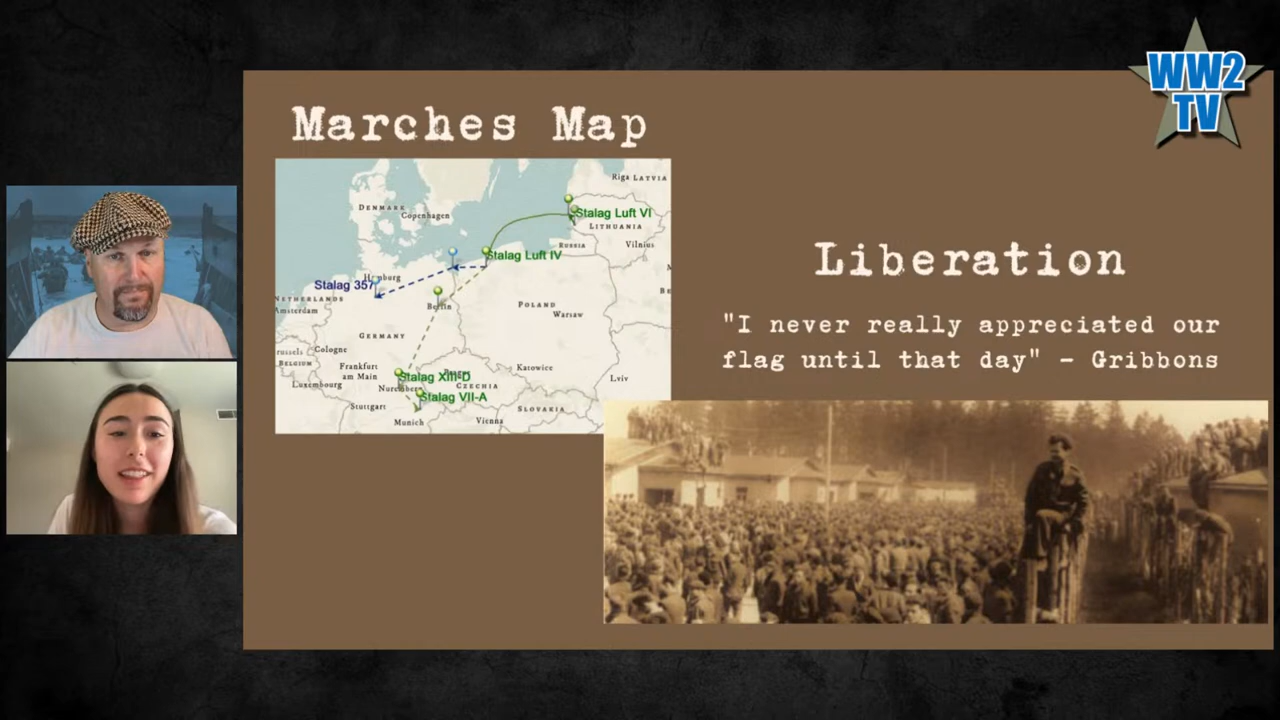 WW2
TV
Marches Map
Riga LATVIA
DENMARK
Copenhagen
Stalag Luft VI
LITHUANIA
Vilnius
RUSSIA
Stalag Luft IV
Hamburg
Stalag 357
NETHERLANDS
Amsterdam
Berlin
POLAND
Warsaw
GERMANY
Cologne
BELGIUM
Frankfurt
am Main
Luxembourg
Stalag XIII-D
Katowice
Lviv
CZECHIA
Stalag VII-A
Stuttgart
SLOVAKIA
Munich
Vienna
Liberation
"I never really appreciated our
flag until that day" - Gribbons